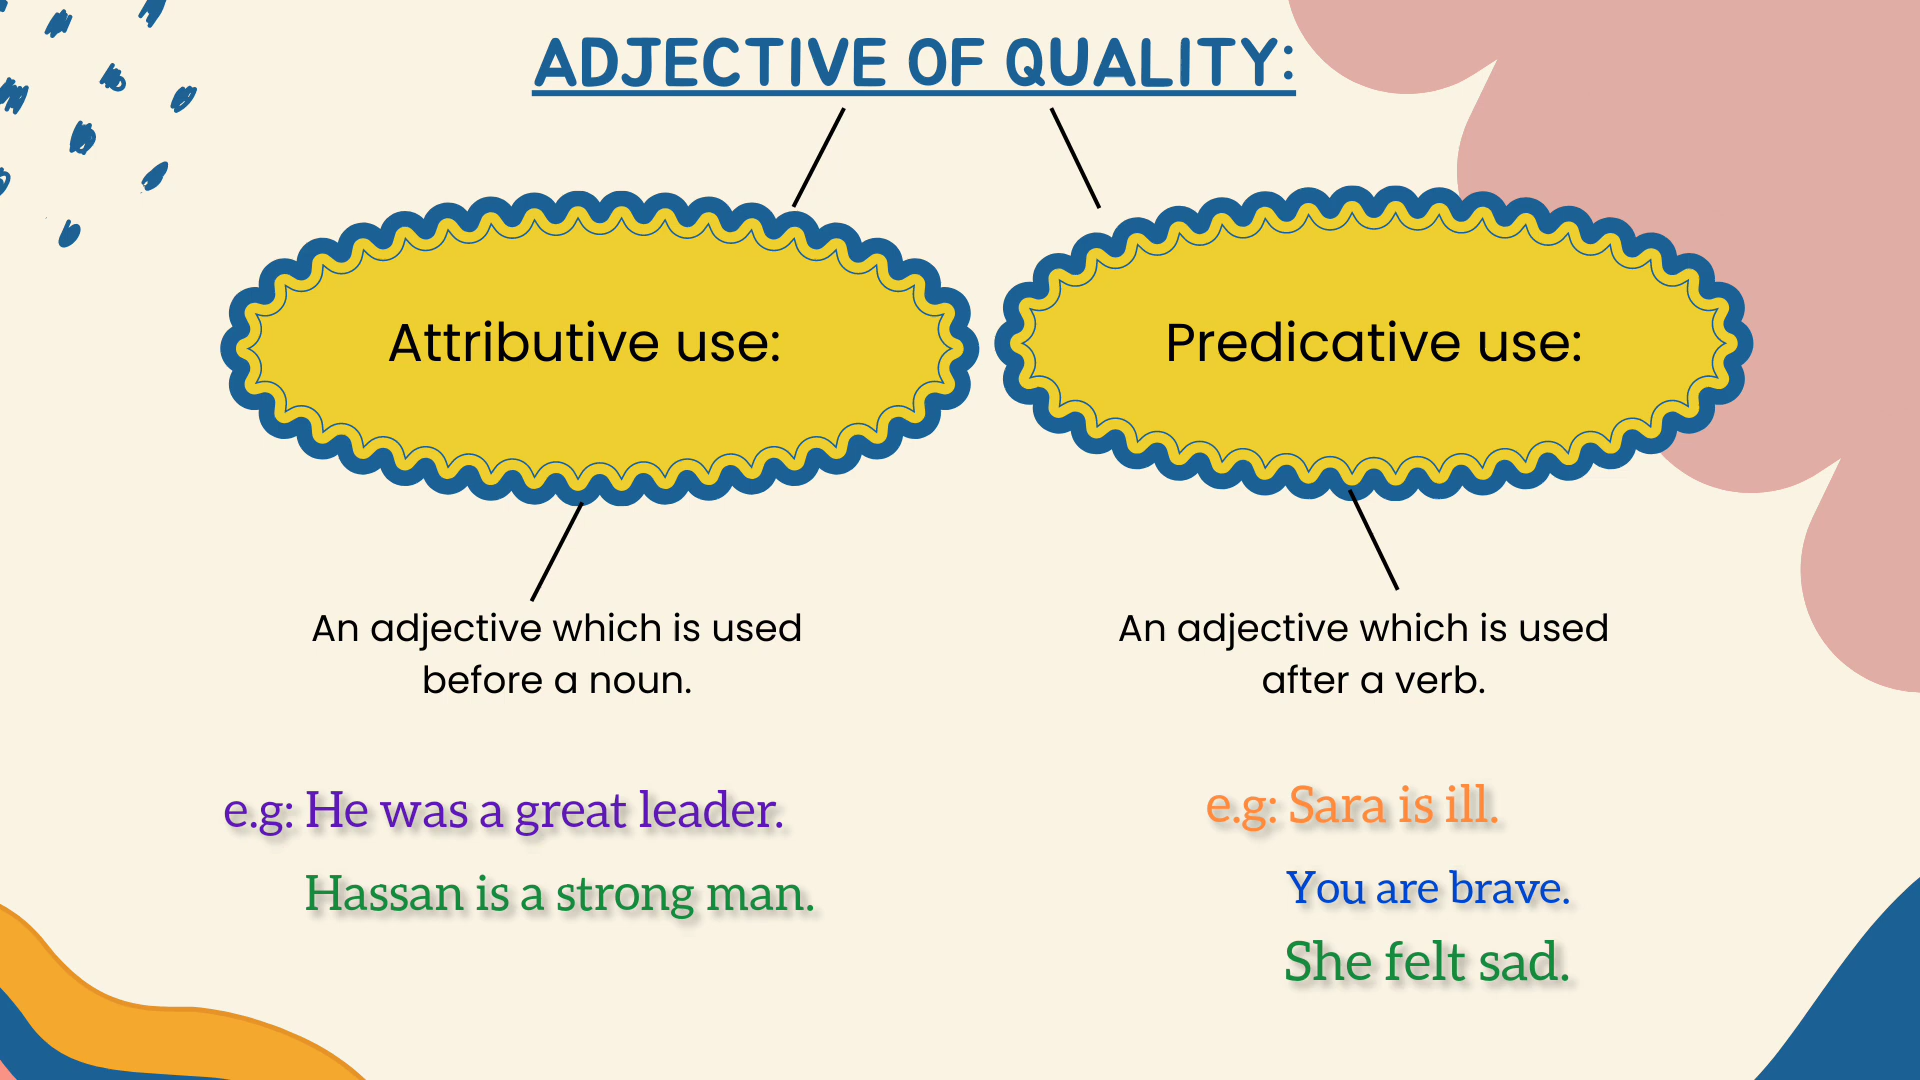 ADJECTIVE OF QUALITY:
Attributive use:
Predicative use:
An adjective which is used
before a noun.
An adjective which is used
after a verb.
e.g: He was a great leader.
Hassan is a strong man.
e.g: Sara is ill.
You are brave.
She felt sad.